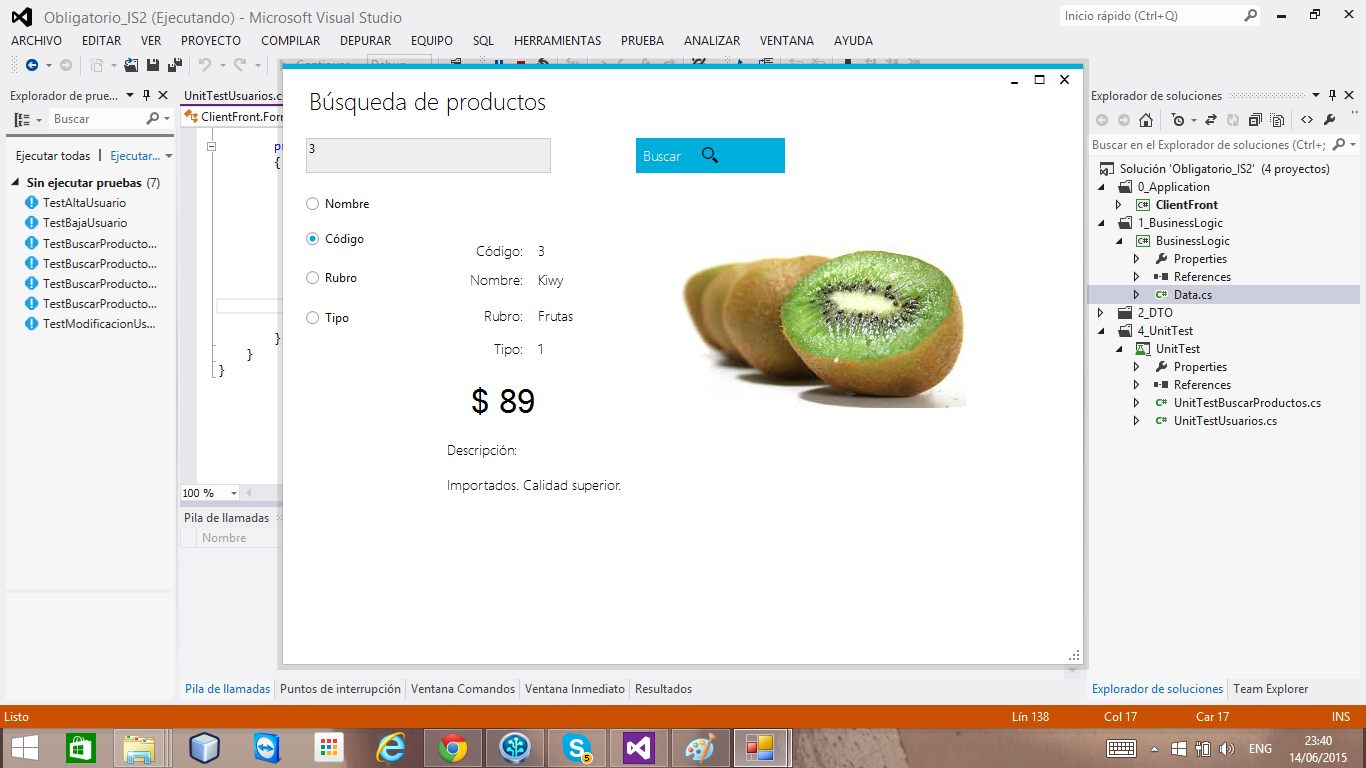 Obligatorio_IS2 (Ejecutando) - Microsoft Visual Studio
Inicio rápido (Ctrl+Q)
ARCHIVO EDITAR VER PROYECTO COMPILAR DEPURAR EQUIPO SQL HERRAMIENTAS PRUEBA ANALIZAR VENTANA AYUDA
Explorador de prue...
Buscar
Ejecutar todas | Ejecutar...
Sin ejecutar pruebas (7)
TestAltaUsuario
TestBajaUsuario
TestBuscarProducto...
TestBuscarProducto...
TestBuscarProducto...
TestBuscarProducto...
TestModificacionUs...
UnitTestUsuarios.c
ClientFront.For
{
}
}
}
100 %
Pila de llamadas
Nombre
Búsqueda de productos
3
Buscar
Nombre
Código
Rubro
Tipo
Código: 3
Nombre: Kiwy
Rubro: Frutas
Tipo: 1
$ 89
Descripción:
Importados. Calidad superior.
Pila de llamadas Puntos de interrupción Ventana Comandos Ventana Inmediato Resultados
Explorador de soluciones
Buscar en el Explorador de soluciones (Ctrl+;
Solución 'Obligatorio_IS2' (4 proyectos)
0_Application
C# ClientFront
1_BusinessLogic
C# BusinessLogic
Properties
References
C# Data.cs
2_DTO
4_UnitTest
UnitTest
Properties
References
C# UnitTestBuscarProductos.cs
C# UnitTestUsuarios.cs
Explorador de soluciones Team Explorer
Listo
Lín 138 Col 17 Car 17 INS
5
ENG
23:40
14/06/2015